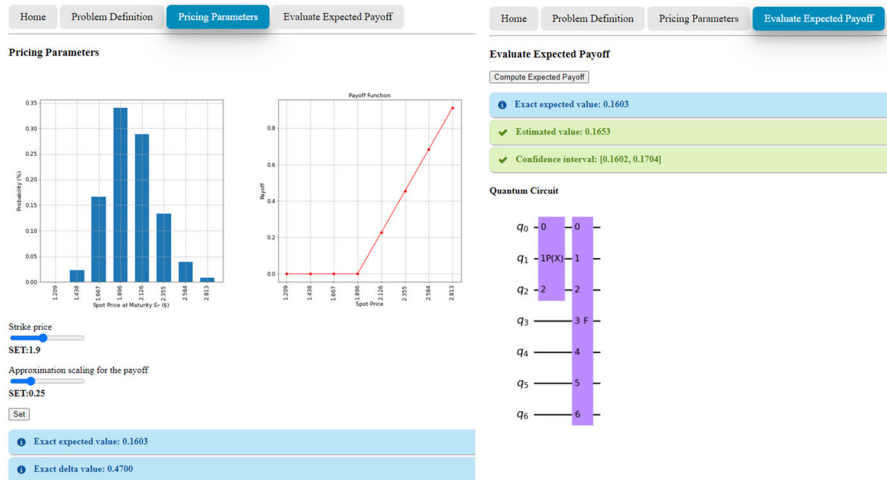 Home Problem Definition Pricing Parameters Evaluate Expected Payoff
Pricing Parameters
Payoff Function
0.35
0.30
0.25
0.20
0.15
0.10
0.05
0.00
Probability (%)
1.209 1.438 1.667 1.896 2.126 2.355 2.584 2.813
Spot Price at Maturity S_T ($)
0.8
0.6
0.4
0.2
0.0
Payoff
1.209 1.438 1.667 1.896 2.126 2.355 2.584 2.813
Spot Price
Strike price
SET:1.9
Approximation scaling for the payoff
SET:0.25
Set
Exact expected value: 0.1603
Exact delta value: 0.4700
Home Problem Definition Pricing Parameters Evaluate Expected Payoff
Evaluate Expected Payoff
Compute Expected Payoff
Exact expected value: 0.1603
Estimated value: 0.1653
Confidence interval: [0.1602, 0.1704]
Quantum Circuit
q0 0 0
q1 1P(X) 1
q2 2 2
q3 3 F
q4 4
q5 5
q6 6